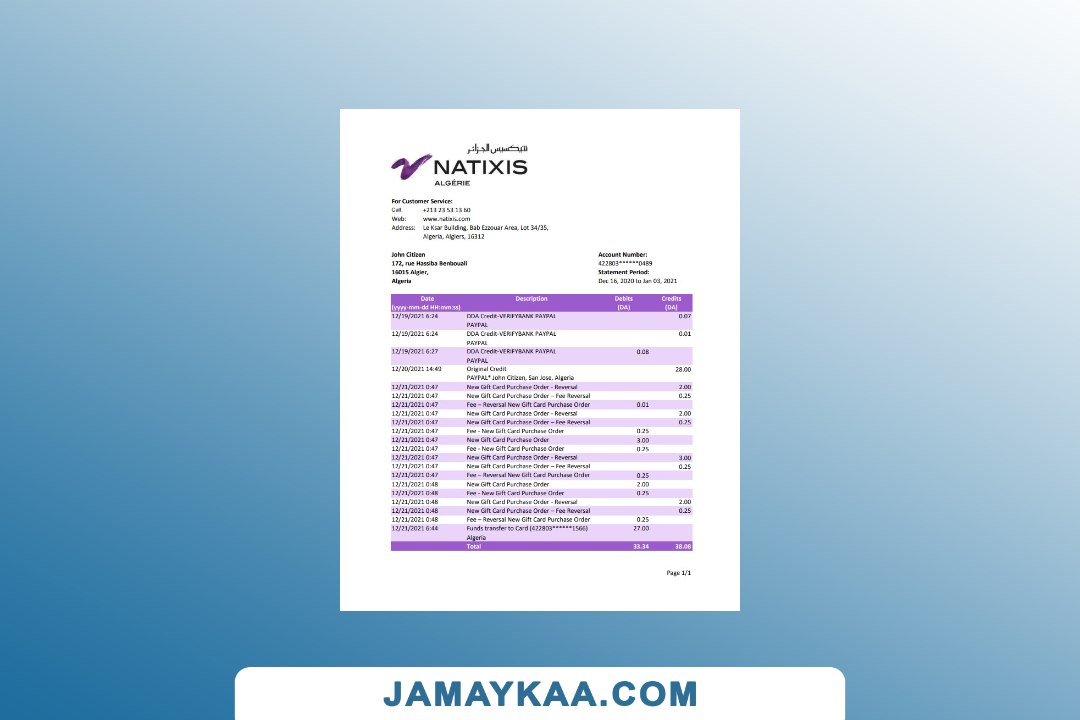 نتيكسيس الجزائر
NATIXIS
ALGÉRIE
For Customer Service:
Call: +213 23 53 13 60
Web: www.natixis.com
Address: Le Ksar Building, Bab Ezzouar Area, Lot 34/35,
Algeria, Algiers, 16312
John Citizen Account Number:
172, rue Hassiba Benbouali 422803******0489
16015 Algier, Statement Period:
Algeria Dec 16, 2020 to Jan 03, 2021
Date Description Debits Credits
(yyyy-mm-dd HH:mm:ss) (DA) (DA)
12/19/2021 6:24 DDA Credit-VERIFYBANK PAYPAL 0.07
PAYPAL
12/19/2021 6:24 DDA Credit-VERIFYBANK PAYPAL 0.01
PAYPAL
12/19/2021 6:27 DDA Credit-VERIFYBANK PAYPAL 0.08
PAYPAL
12/20/2021 14:49 Original Credit 28.00
PAYPAL* John Citizen, San Jose, Algeria
12/21/2021 0:47 New Gift Card Purchase Order - Reversal 2.00
12/21/2021 0:47 New Gift Card Purchase Order – Fee Reversal 0.25
12/21/2021 0:47 Fee – Reversal New Gift Card Purchase Order 0.01
12/21/2021 0:47 New Gift Card Purchase Order - Reversal 2.00
12/21/2021 0:47 New Gift Card Purchase Order – Fee Reversal 0.25
12/21/2021 0:47 Fee - New Gift Card Purchase Order 0.25
12/21/2021 0:47 New Gift Card Purchase Order 3.00
12/21/2021 0:47 Fee - New Gift Card Purchase Order 0.25
12/21/2021 0:47 New Gift Card Purchase Order - Reversal 3.00
12/21/2021 0:47 New Gift Card Purchase Order – Fee Reversal 0.25
12/21/2021 0:47 Fee – Reversal New Gift Card Purchase Order 0.25
12/21/2021 0:48 New Gift Card Purchase Order 2.00
12/21/2021 0:48 Fee - New Gift Card Purchase Order 0.25
12/21/2021 0:48 New Gift Card Purchase Order - Reversal 2.00
12/21/2021 0:48 New Gift Card Purchase Order – Fee Reversal 0.25
12/21/2021 0:48 Fee – Reversal New Gift Card Purchase Order 0.25
12/21/2021 6:44 Funds transfer to Card (422803******1566) 27.00
Algeria
Total 33.34 38.08
Page 1/1
JAMAYKAA.COM